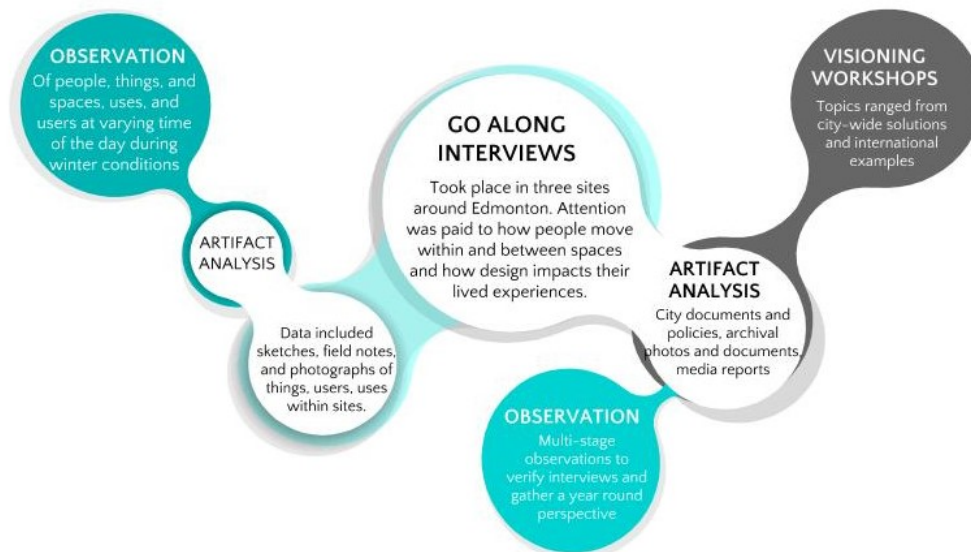 OBSERVATION
Of people, things, and
spaces, uses, and
users at varying time
of the day during
winter conditions
ARTIFACT
ANALYSIS
Data included
sketches, field notes,
and photographs of
things, users, uses
within sites.
GO ALONG
INTERVIEWS
Took place in three sites
around Edmonton. Attention
was paid to how people move
within and between spaces
and how design impacts their
lived experiences.
OBSERVATION
Multi-stage
observations to
verify interviews and
gather a year round
perspective
ARTIFACT
ANALYSIS
City documents and
policies, archival
photos and documents,
media reports
VISIONING
WORKSHOPS
Topics ranged from
city-wide solutions
and international
examples